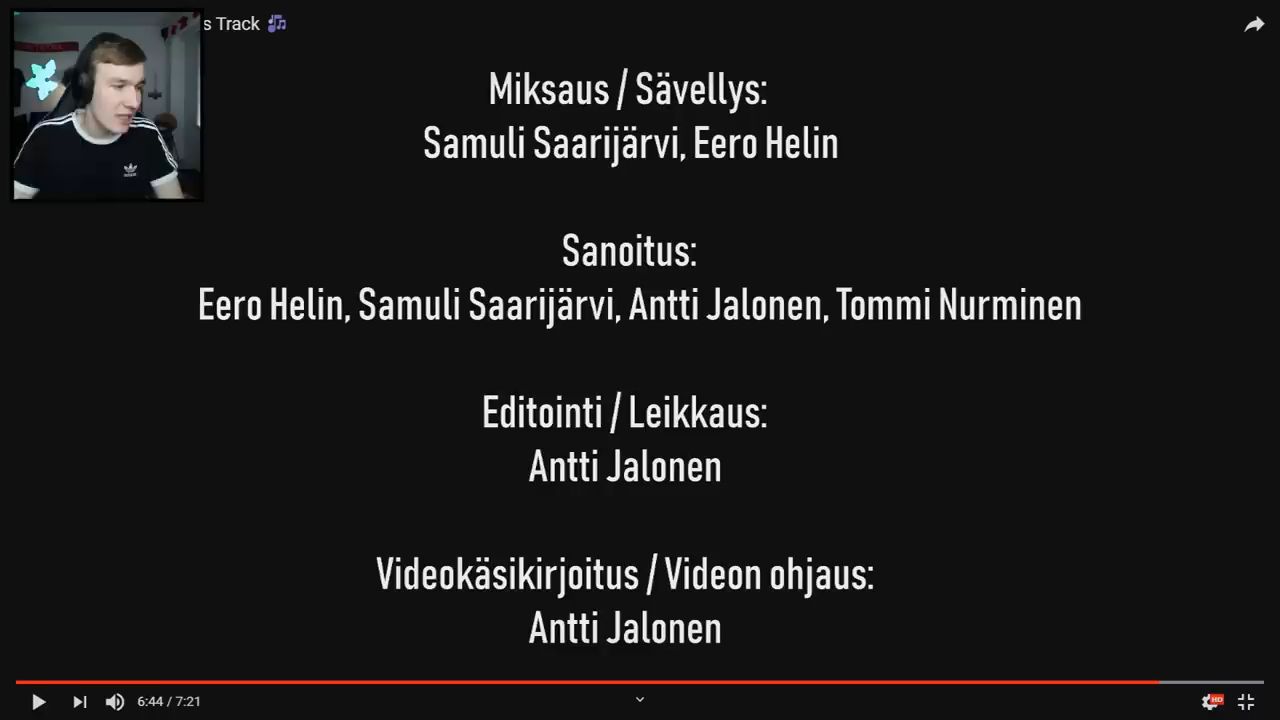 s Track
Miksaus / Sävellys:
Samuli Saarijärvi, Eero Helin
Sanoitus:
Eero Helin, Samuli Saarijärvi, Antti Jalonen, Tommi Nurminen
Editointi / Leikkaus:
Antti Jalonen
Videokäsikirjoitus / Videon ohjaus:
Antti Jalonen
6:44 / 7:21
HD